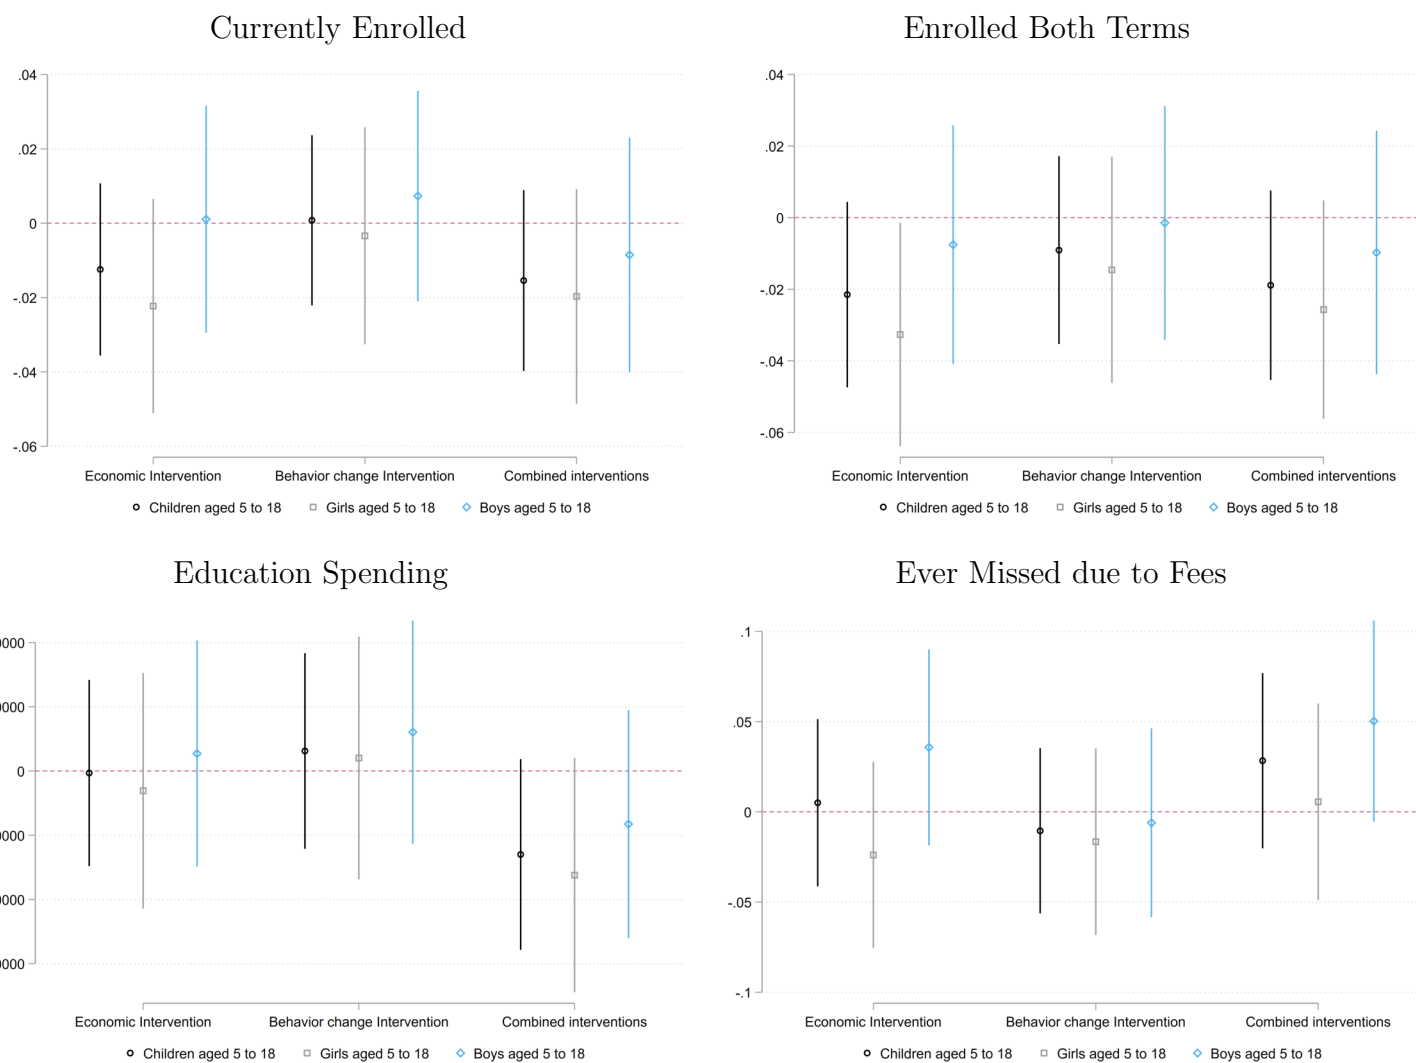 Currently Enrolled
.04
.02
0
-.02
-.04
-.06
Economic Intervention Behavior change Intervention Combined interventions
Children aged 5 to 18 Girls aged 5 to 18 Boys aged 5 to 18
Enrolled Both Terms
.04
.02
0
-.02
-.04
-.06
Economic Intervention Behavior change Intervention Combined interventions
Children aged 5 to 18 Girls aged 5 to 18 Boys aged 5 to 18
Education Spending
0
Economic Intervention Behavior change Intervention Combined interventions
Children aged 5 to 18 Girls aged 5 to 18 Boys aged 5 to 18
Ever Missed due to Fees
.1
.05
0
-.05
-.1
Economic Intervention Behavior change Intervention Combined interventions
Children aged 5 to 18 Girls aged 5 to 18 Boys aged 5 to 18